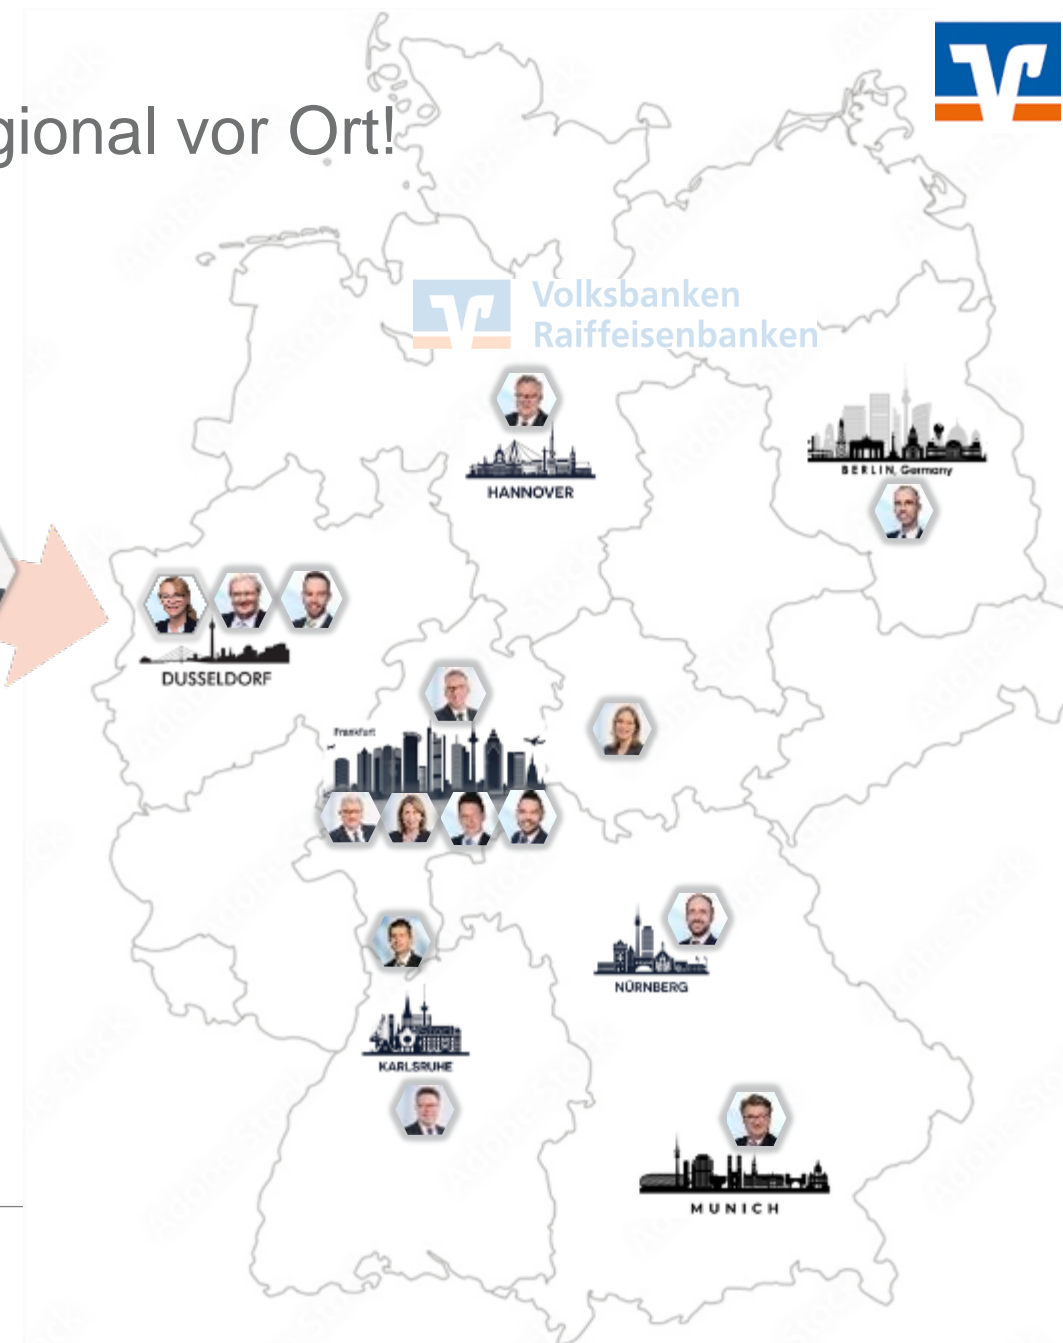 gional vor Ort!
Volksbanken
Raiffeisenbanken
HANNOVER
BERLIN, Germany
DUSSELDORF
Frankfurt
NÜRNBERG
KARLSRUHE
MUNICH